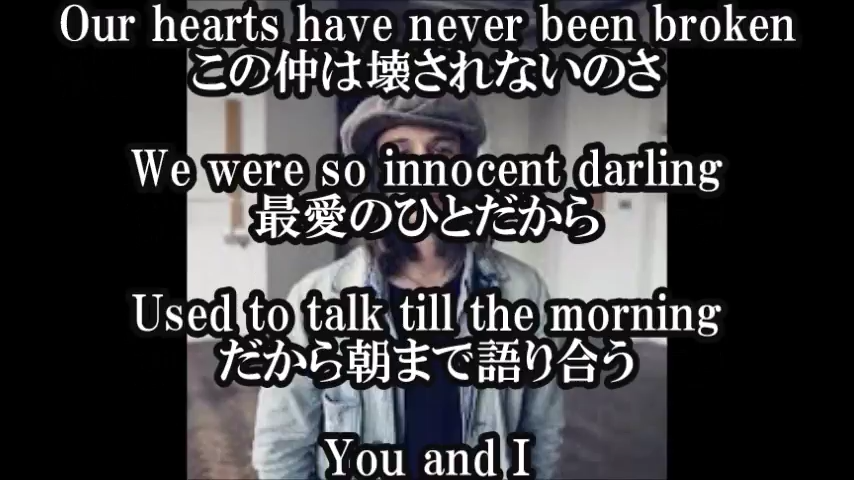 Our hearts have never been broken
この仲は壊されないのさ
We were so innocent darling
最愛のひとだから
Used to talk till the morning
だから朝まで語り合う
You and I